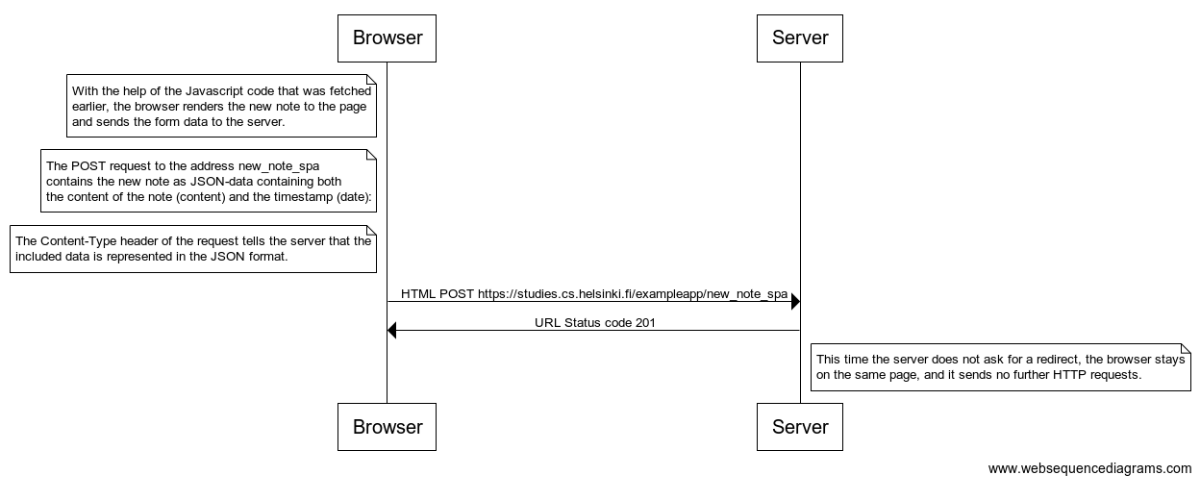 Browser
Server
With the help of the Javascript code that was fetched
earlier, the browser renders the new note to the page
and sends the form data to the server.
The POST request to the address new_note_spa
contains the new note as JSON-data containing both
the content of the note (content) and the timestamp (date):
The Content-Type header of the request tells the server that the
included data is represented in the JSON format.
HTML POST https://studies.cs.helsinki.fi/exampleapp/new_note_spa
URL Status code 201
This time the server does not ask for a redirect, the browser stays
on the same page, and it sends no further HTTP requests.
Browser
Server
www.websequencediagrams.com